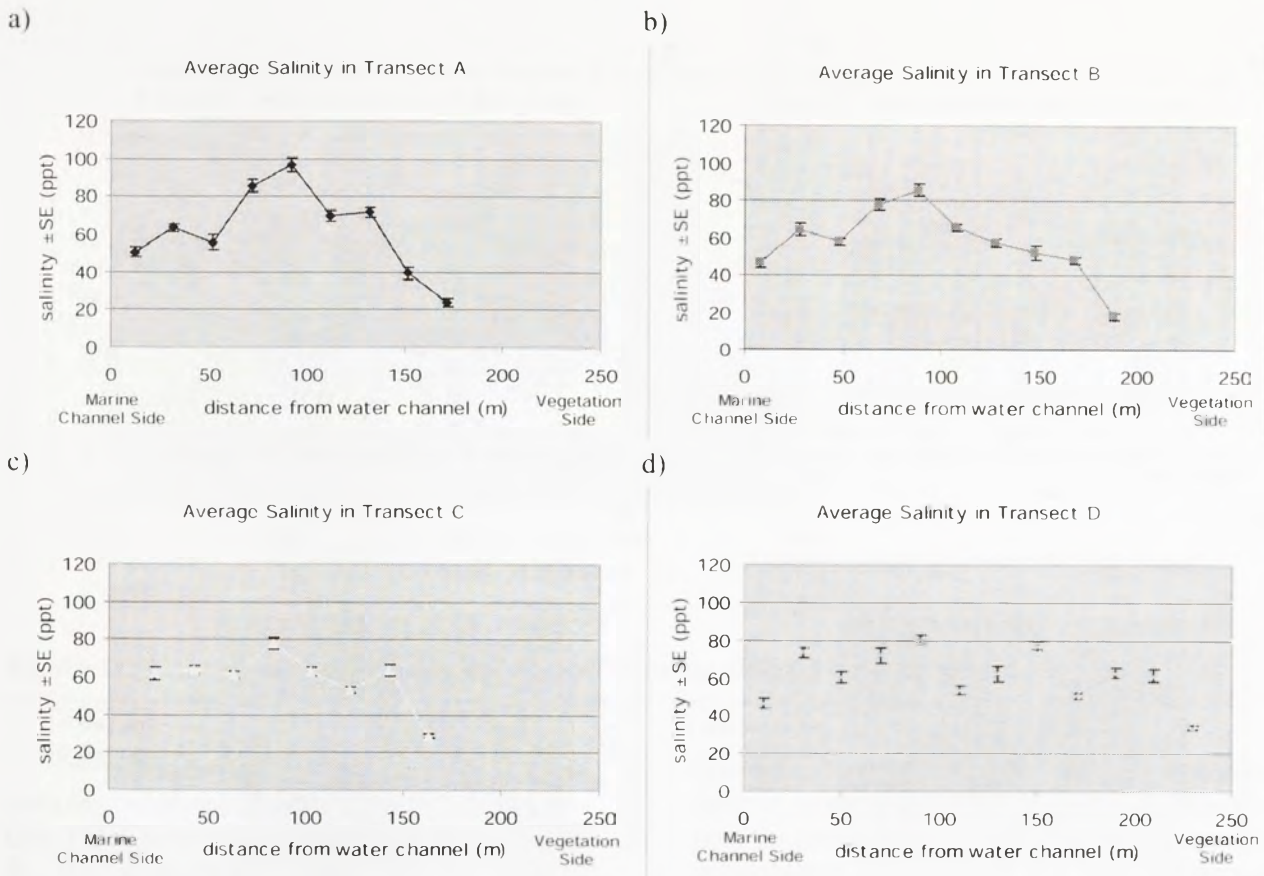 a)
Average Salinity in Transect A
salinity ±SE (ppt)
120
100
80
60
40
20
0
0 50 100 150 200 250
Marine Channel Side
distance from water channel (m)
Vegetation Side
b)
Average Salinity in Transect B
salinity ±SE (ppt)
120
100
80
60
40
20
0
0 50 100 150 200 250
Marine Channel Side
distance from water channel (m)
Vegetation Side
c)
Average Salinity in Transect C
salinity ±SE (ppt)
120
100
80
60
40
20
0
0 50 100 150 200 250
Marine Channel Side
distance from water channel (m)
Vegetation Side
d)
Average Salinity in Transect D
salinity ±SE (ppt)
120
100
80
60
40
20
0
0 50 100 150 200 250
Marine Channel Side
distance from water channel (m)
Vegetation Side